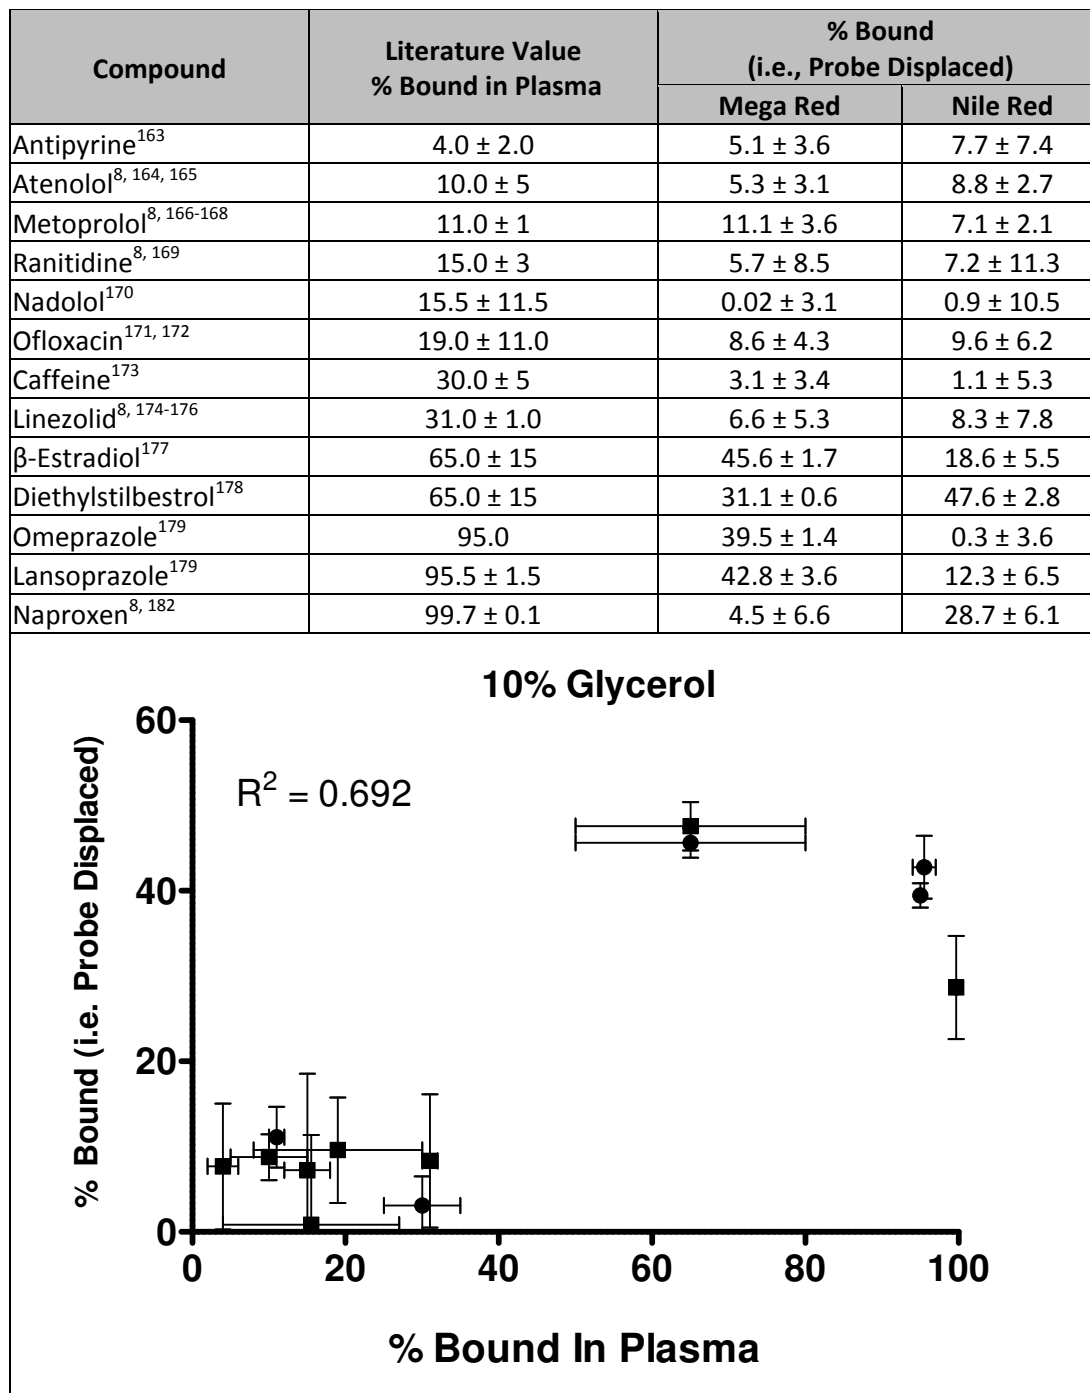 Compound Literature Value % Bound in Plasma % Bound (i.e., Probe Displaced)
Mega Red Nile Red
Antipyrine163 4.0 ± 2.0 5.1 ± 3.6 7.7 ± 7.4
Atenolol8, 164, 165 10.0 ± 5 5.3 ± 3.1 8.8 ± 2.7
Metoprolol8, 166-168 11.0 ± 1 11.1 ± 3.6 7.1 ± 2.1
Ranitidine8, 169 15.0 ± 3 5.7 ± 8.5 7.2 ± 11.3
Nadolol170 15.5 ± 11.5 0.02 ± 3.1 0.9 ± 10.5
Ofloxacin171, 172 19.0 ± 11.0 8.6 ± 4.3 9.6 ± 6.2
Caffeine173 30.0 ± 5 3.1 ± 3.4 1.1 ± 5.3
Linezolid8, 174-176 31.0 ± 1.0 6.6 ± 5.3 8.3 ± 7.8
β-Estradiol177 65.0 ± 15 45.6 ± 1.7 18.6 ± 5.5
Diethylstilbestrol178 65.0 ± 15 31.1 ± 0.6 47.6 ± 2.8
Omeprazole179 95.0 39.5 ± 1.4 0.3 ± 3.6
Lansoprazole179 95.5 ± 1.5 42.8 ± 3.6 12.3 ± 6.5
Naproxen8, 182 99.7 ± 0.1 4.5 ± 6.6 28.7 ± 6.1
10% Glycerol
% Bound (i.e. Probe Displaced)
60
R2 = 0.692
40
20
0
0 20 40 60 80 100
% Bound In Plasma